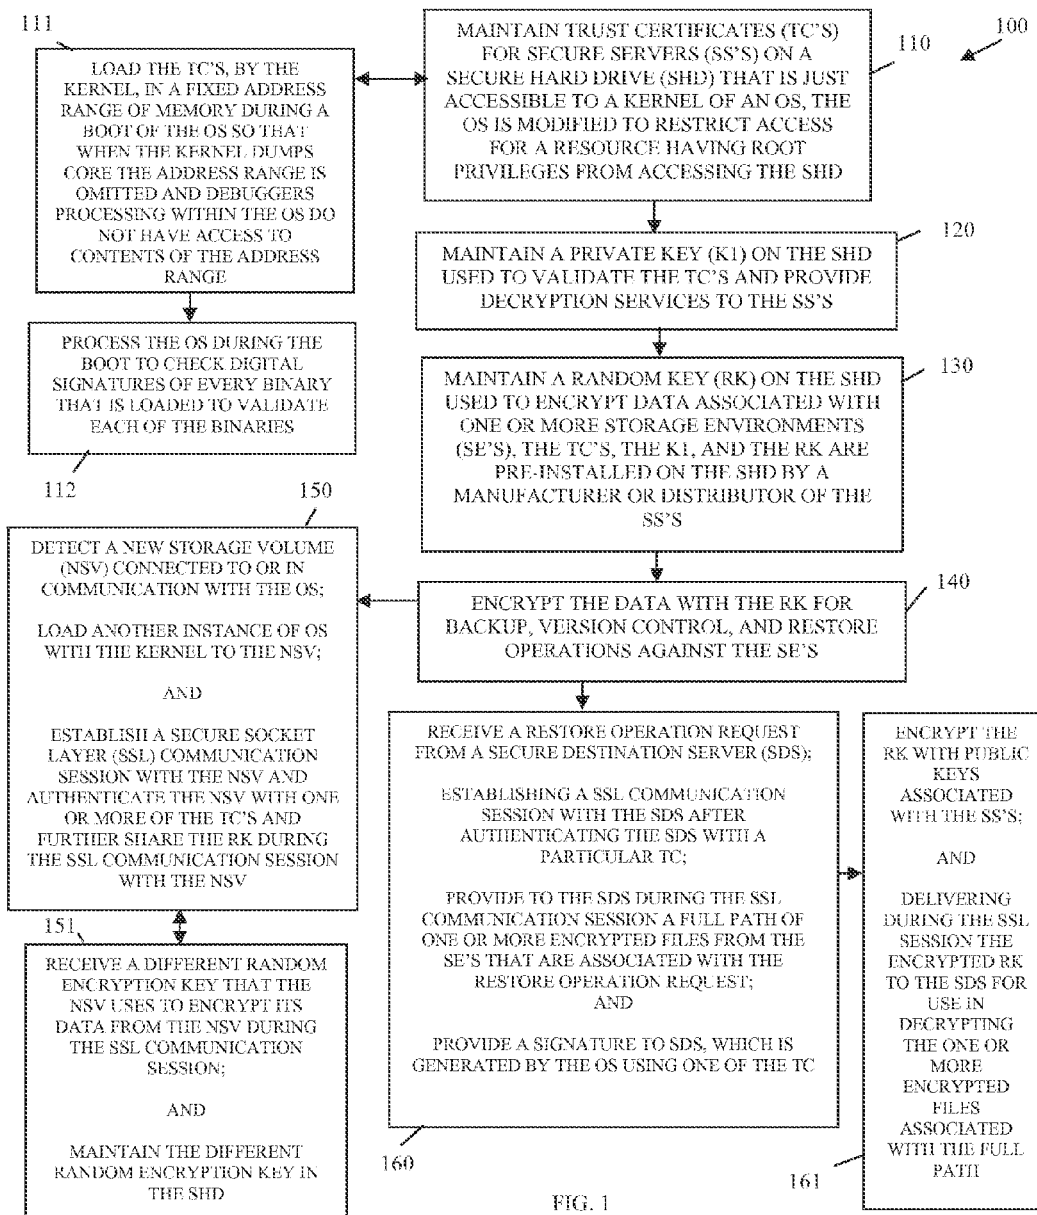 111
LOAD THE TC'S, BY THE
KERNEL, IN A FIXED ADDRESS
RANGE OF MEMORY DURING A
BOOT OF THE OS SO THAT
WHEN THE KERNEL DUMPS
CORE THE ADDRESS RANGE IS
OMITTED AND DEBUGGERS
PROCESSING WITHIN THE OS DO
NOT HAVE ACCESS TO
CONTENTS OF THE ADDRESS
RANGE
MAINTAIN TRUST CERTIFICATES (TC'S)
FOR SECURE SERVERS (SS'S) ON A
SECURE HARD DRIVE (SHD) THAT IS JUST
ACCESSIBLE TO A KERNEL OF AN OS, THE
OS IS MODIFIED TO RESTRICT ACCESS
FOR A RESOURCE HAVING ROOT
PRIVILEGES FROM ACCESSING THE SHD
100
110
PROCESS THE OS DURING THE
BOOT TO CHECK DIGITAL
SIGNATURES OF EVERY BINARY
THAT IS LOADED TO VALIDATE
EACH OF THE BINARIES
112
MAINTAIN A PRIVATE KEY (K1) ON THE SHD
USED TO VALIDATE THE TC'S AND PROVIDE
DECRYPTION SERVICES TO THE SS'S
120
MAINTAIN A RANDOM KEY (RK) ON THE SHD
USED TO ENCRYPT DATA ASSOCIATED WITH
ONE OR MORE STORAGE ENVIRONMENTS
(SE'S), THE TC'S, THE K1, AND THE RK ARE
PRE-INSTALLED ON THE SHD BY A
MANUFACTURER OR DISTRIBUTOR OF THE
SS'S
130
ENCRYPT THE DATA WITH THE RK FOR
BACKUP, VERSION CONTROL, AND RESTORE
OPERATIONS AGAINST THE SE'S
140
150
DETECT A NEW STORAGE VOLUME
(NSV) CONNECTED TO OR IN
COMMUNICATION WITH THE OS;
LOAD ANOTHER INSTANCE OF OS
WITH THE KERNEL TO THE NSV;
AND
ESTABLISH A SECURE SOCKET
LAYER (SSL) COMMUNICATION
SESSION WITH THE NSV AND
AUTHENTICATE THE NSV WITH ONE
OR MORE OF THE TC'S AND
FURTHER SHARE THE RK DURING
THE SSL COMMUNICATION SESSION
WITH THE NSV
151
RECEIVE A DIFFERENT RANDOM
ENCRYPTION KEY THAT THE
NSV USES TO ENCRYPT ITS
DATA FROM THE NSV DURING
THE SSL COMMUNICATION
SESSION;
AND
MAINTAIN THE DIFFERENT
RANDOM ENCRYPTION KEY IN
THE SHD
RECEIVE A RESTORE OPERATION REQUEST
FROM A SECURE DESTINATION SERVER (SDS);
ESTABLISHING A SSL COMMUNICATION
SESSION WITH THE SDS AFTER
AUTHENTICATING THE SDS WITH A
PARTICULAR TC;
PROVIDE TO THE SDS DURING THE SSL
COMMUNICATION SESSION A FULL PATH OF
ONE OR MORE ENCRYPTED FILES FROM THE
SE'S THAT ARE ASSOCIATED WITH THE
RESTORE OPERATION REQUEST;
AND
PROVIDE A SIGNATURE TO SDS, WHICH IS
GENERATED BY THE OS USING ONE OF THE TC
160
ENCRYPT THE
RK WITH PUBLIC
KEYS
ASSOCIATED
WITH THE SS'S;
AND
DELIVERING
DURING THE SSL
SESSION THE
ENCRYPTED RK
TO THE SDS FOR
USE IN
DECRYPTING
THE ONE OR
MORE
ENCRYPTED
FILES
ASSOCIATED
WITH THE FULL
PATH
161
FIG. 1